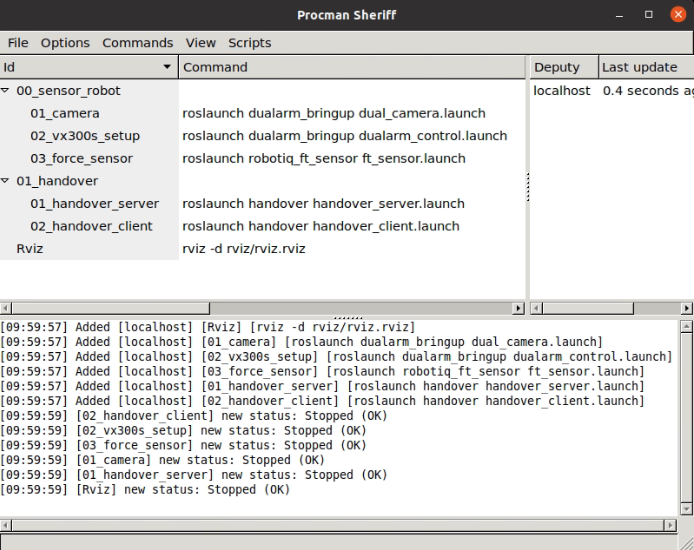 Procman Sheriff
File Options Commands View Scripts
Id Command Deputy Last update
00_sensor_robot localhost 0.4 seconds
01_camera roslaunch dualarm_bringup dual_camera.launch
02_vx300s_setup roslaunch dualarm_bringup dualarm_control.launch
03_force_sensor roslaunch robotiq_ft_sensor ft_sensor.launch
01_handover
01_handover_server roslaunch handover handover_server.launch
02_handover_client roslaunch handover handover_client.launch
Rviz rviz -d rviz/rviz.rviz
[09:59:57] Added [localhost] [Rviz] [rviz -d rviz/rviz.rviz]
[09:59:57] Added [localhost] [01_camera] [roslaunch dualarm_bringup dual_camera.launch]
[09:59:57] Added [localhost] [02_vx300s_setup] [roslaunch dualarm_bringup dualarm_control.launch]
[09:59:57] Added [localhost] [03_force_sensor] [roslaunch robotiq_ft_sensor ft_sensor.launch]
[09:59:57] Added [localhost] [01_handover_server] [roslaunch handover handover_server.launch]
[09:59:57] Added [localhost] [02_handover_client] [roslaunch handover handover_client.launch]
[09:59:59] [02_handover_client] new status: Stopped (OK)
[09:59:59] [02_vx300s_setup] new status: Stopped (OK)
[09:59:59] [03_force_sensor] new status: Stopped (OK)
[09:59:59] [01_camera] new status: Stopped (OK)
[09:59:59] [01_handover_server] new status: Stopped (OK)
[09:59:59] [Rviz] new status: Stopped (OK)